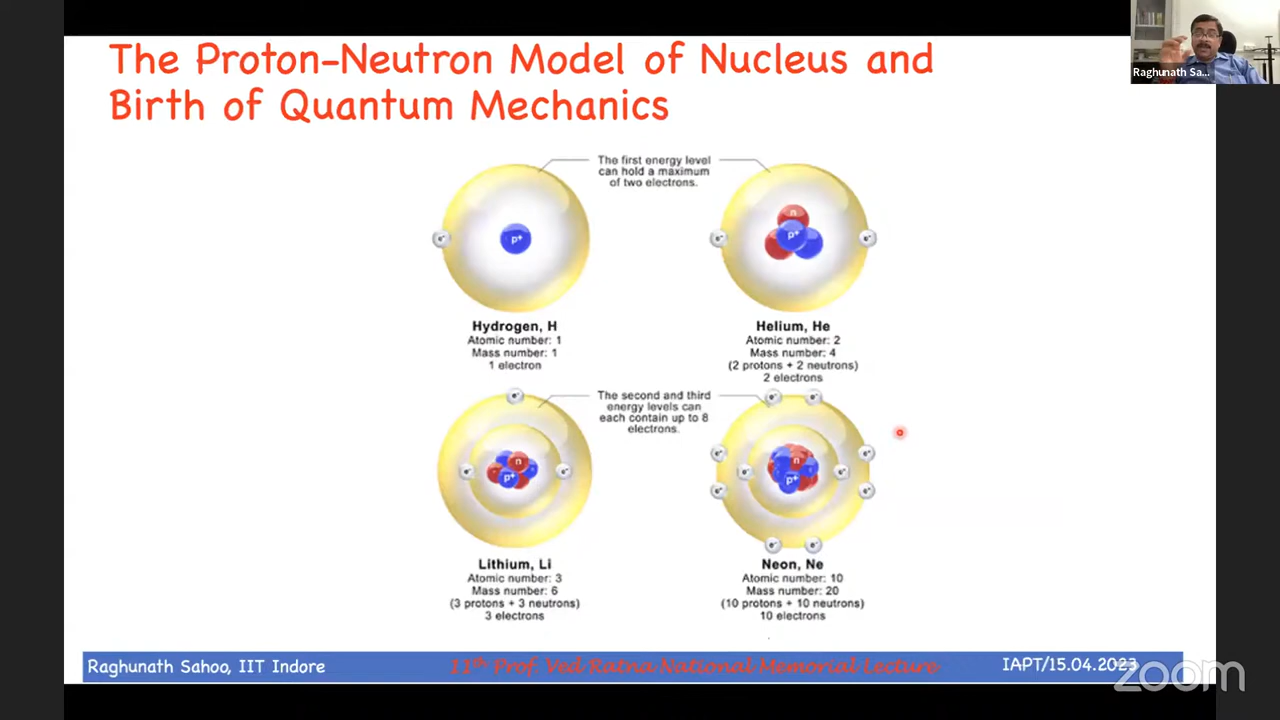 The Proton-Neutron Model of Nucleus and
Birth of Quantum Mechanics
Raghunath Sa...
The first energy level
can hold a maximum
of two electrons.
e-
p+
n
p+
e-
e-
Hydrogen, H
Atomic number: 1
Mass number: 1
1 electron
Helium, He
Atomic number: 2
Mass number: 4
(2 protons + 2 neutrons)
2 electrons
The second and third
energy levels can
each contain up to 8
electrons.
e-
e-
n
p+
e-
e-
e-
e-
e-
e-
e-
n
p+
e-
e-
e-
e-
e-
Lithium, Li
Atomic number: 3
Mass number: 6
(3 protons + 3 neutrons)
3 electrons
Neon, Ne
Atomic number: 10
Mass number: 20
(10 protons + 10 neutrons)
10 electrons
Raghunath Sahoo, IIT Indore
11th Prof. Ved Ratna National Memorial Lecture
IAPT/15.04.2023
zoom